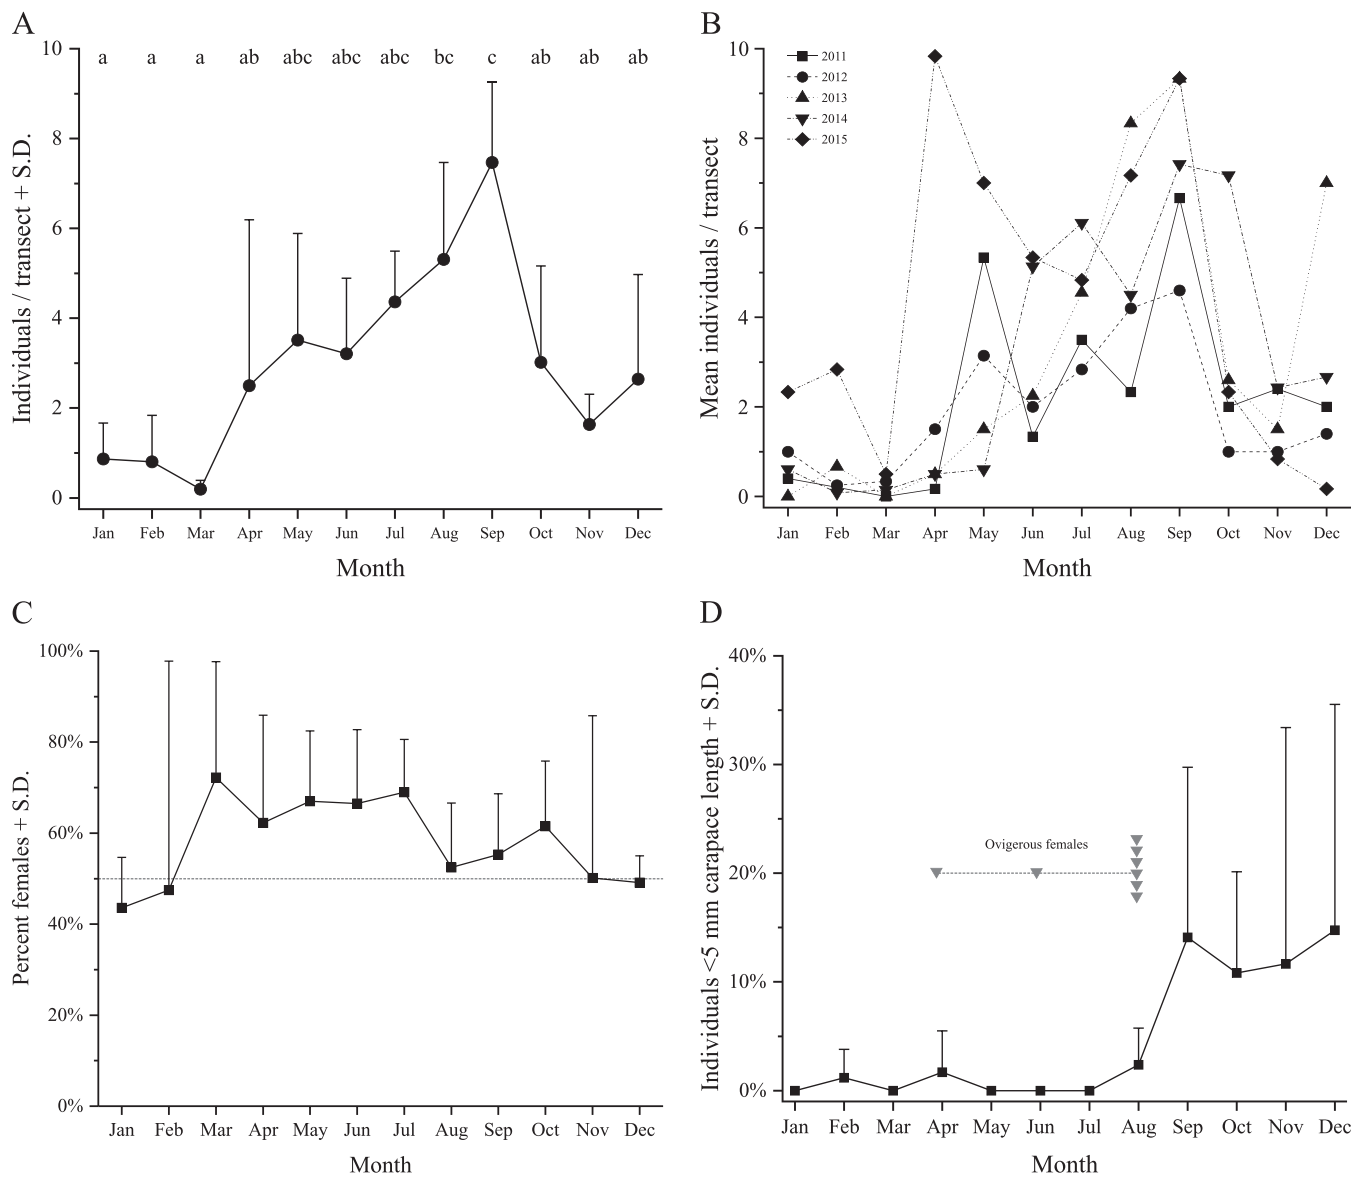 A
Individuals / transect + S.D.
10
8
6
4
2
0
a a a ab abc abc abc bc c ab ab ab
Jan Feb Mar Apr May Jun Jul Aug Sep Oct Nov Dec
Month
B
Mean individuals / transect
10
8
6
4
2
0
2011
2012
2013
2014
2015
Jan Feb Mar Apr May Jun Jul Aug Sep Oct Nov Dec
Month
C
Percent females + S.D.
100%
80%
60%
40%
20%
0%
Jan Feb Mar Apr May Jun Jul Aug Sep Oct Nov Dec
Month
D
Individuals <5 mm carapace length + S.D.
40%
30%
20%
10%
0%
Ovigerous females
Jan Feb Mar Apr May Jun Jul Aug Sep Oct Nov Dec
Month